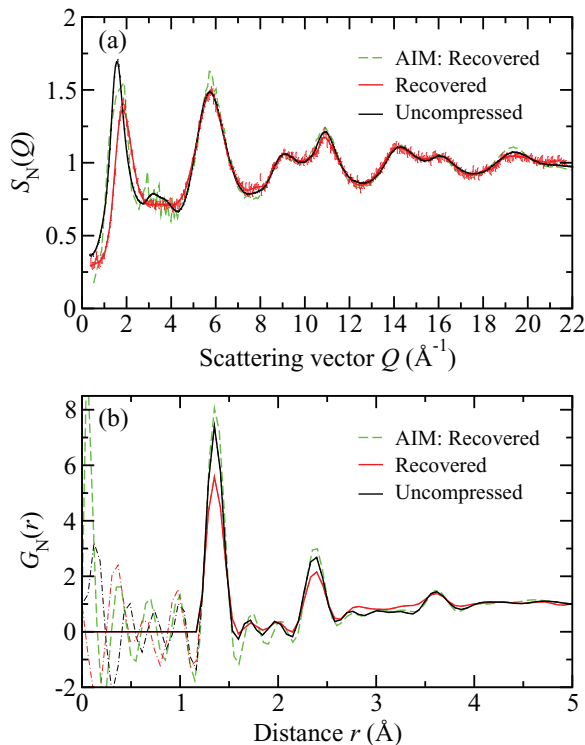 2
(a)
AIM: Recovered
Recovered
Uncompressed
1.5
S_N(Q)
1
0.5
0
0 2 4 6 8 10 12 14 16 18 20 22
Scattering vector Q (Å⁻¹)
(b)
8
AIM: Recovered
Recovered
Uncompressed
6
4
G_N(r)
2
0
-2
0 1 2 3 4 5
Distance r (Å)